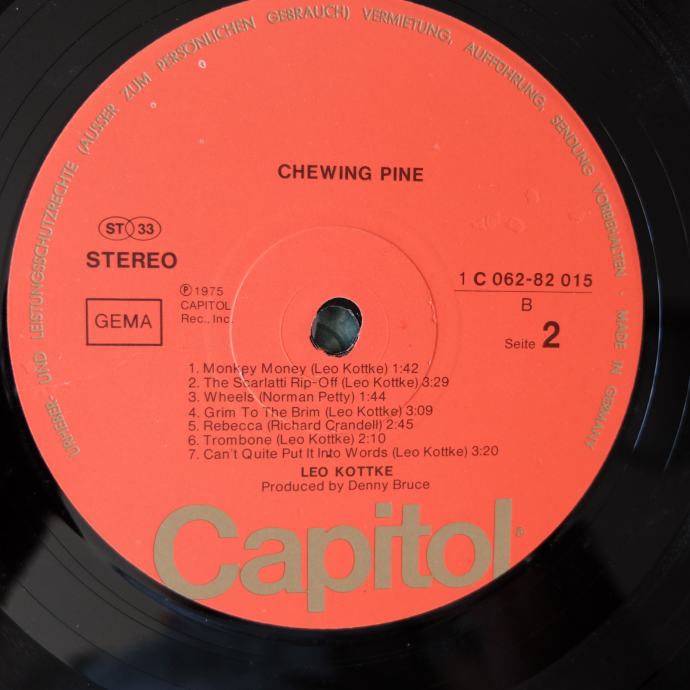 URHEBER- UND LEISTUNGSSCHUTZRECHTE (AUSSER ZUM PERSÖNLICHEN GEBRAUCH) VERMIETUNG, AUFFÜHRUNG, SENDUNG VORBEHALTEN · MADE IN GERMANY
CHEWING PINE
ST 33
STEREO
GEMA
℗ 1975
CAPITOL
Rec., Inc.
1 C 062-82 015
B
Seite 2
1. Monkey Money (Leo Kottke) 1:42
2. The Scarlatti Rip-Off (Leo Kottke) 3:29
3. Wheels (Norman Petty) 1:44
4. Grim To The Brim (Leo Kottke) 3:09
5. Rebecca (Richard Crandell) 2:45
6. Trombone (Leo Kottke) 2:10
7. Can't Quite Put It Into Words (Leo Kottke) 3:20
LEO KOTTKE
Produced by Denny Bruce
Capitol®